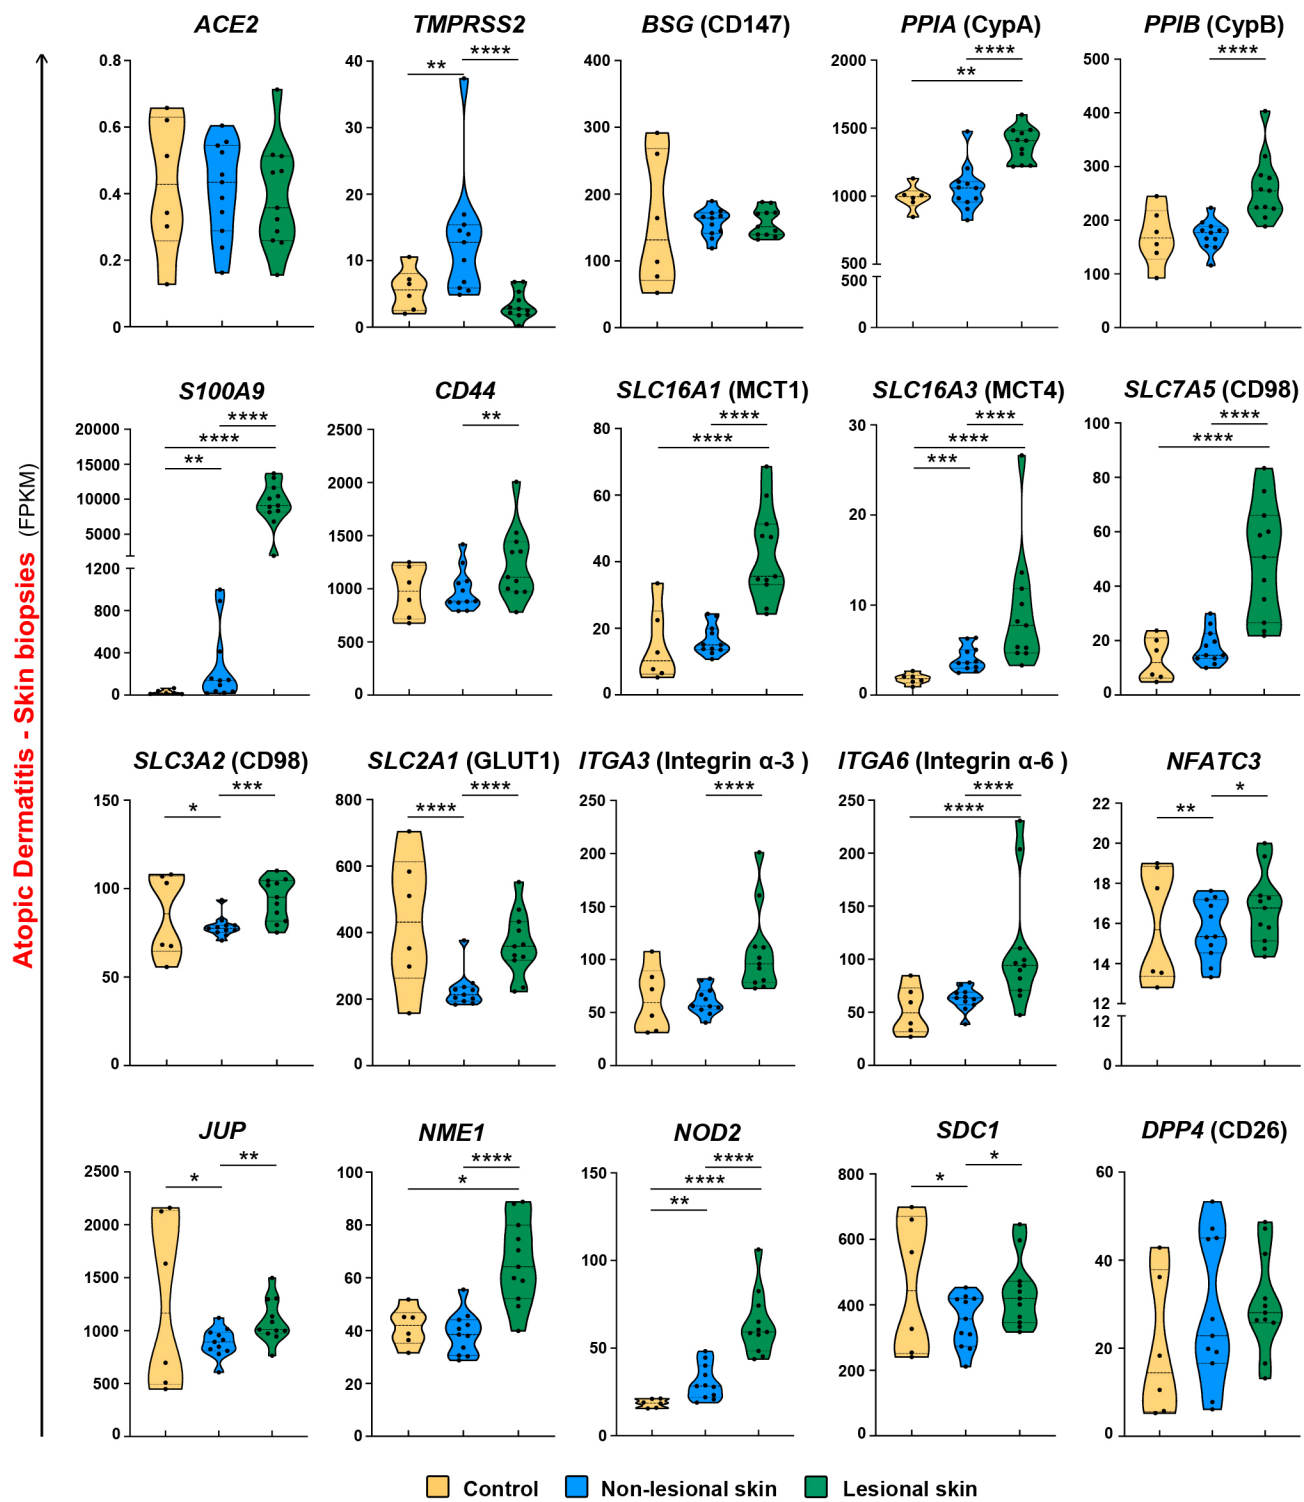 ACE2 TMPRSS2 BSG (CD147) PPIA (CypA) PPIB (CypB)
** **** **** ** ****
0.8 0.6 0.4 0.2 0
40 30 20 10 0
400 300 200 100 0
2000 1500 1000 500 500 0
500 400 300 200 100 0
S100A9 CD44 SLC16A1 (MCT1) SLC16A3 (MCT4) SLC7A5 (CD98)
**** **** ** ** **** **** **** **** *** **** ****
20000 15000 10000 5000 1200 800 400 0
2500 2000 1500 1000 500 0
80 60 40 20 0
30 20 10 0
100 80 60 40 20 0
Atopic Dermatitis - Skin biopsies (FPKM)
SLC3A2 (CD98) SLC2A1 (GLUT1) ITGA3 (Integrin α-3 ) ITGA6 (Integrin α-6 ) NFATC3
*** * **** **** **** **** **** * **
150 100 50 0
800 600 400 200 0
250 200 150 100 50 0
250 200 150 100 50 0
22 20 18 16 14 12 12 0
JUP NME1 NOD2 SDC1 DPP4 (CD26)
** * **** * **** **** ** * *
2500 2000 1500 1000 500 0
100 80 60 40 20 0
150 100 50 0
800 600 400 200 0
60 40 20 0
Control Non-lesional skin Lesional skin